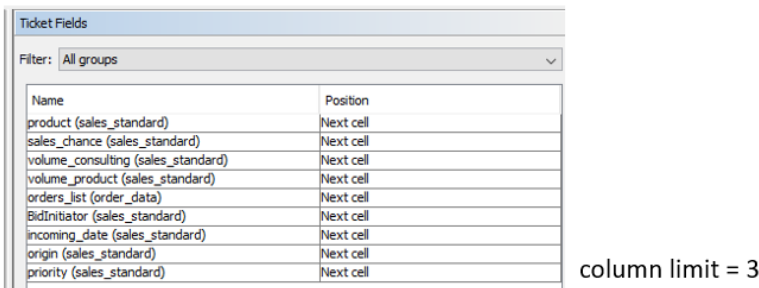 Ticket Fields
Filter: All groups
Name Position
product (sales_standard) Next cell
sales_chance (sales_standard) Next cell
volume_consulting (sales_standard) Next cell
volume_product (sales_standard) Next cell
orders_list (order_data) Next cell
BidInitiator (sales_standard) Next cell
incoming_date (sales_standard) Next cell
origin (sales_standard) Next cell
priority (sales_standard) Next cell
column limit = 3